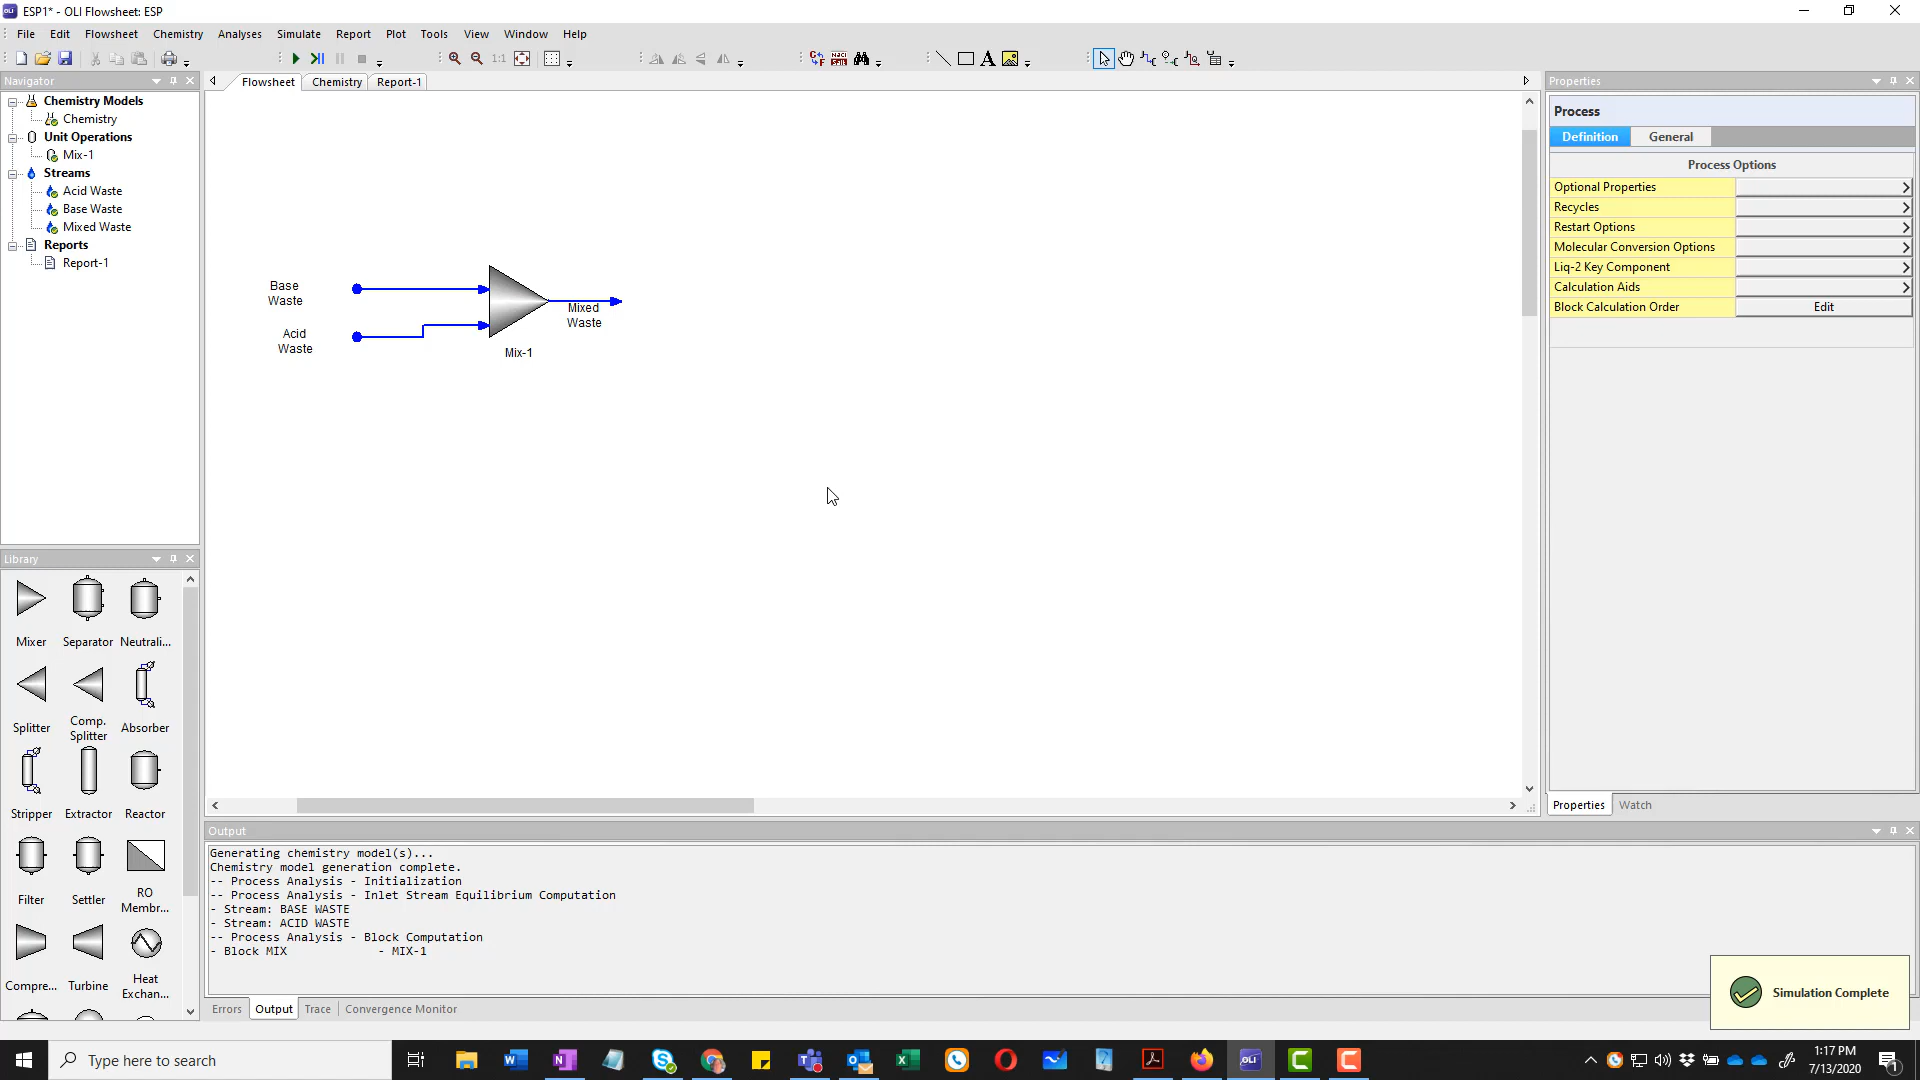 ESP1* - OLI Flowsheet: ESP
File Edit Flowsheet Chemistry Analyses Simulate Report Plot Tools View Window Help
1:1
Navigator
Chemistry Models
Chemistry
Unit Operations
Mix-1
Streams
Acid Waste
Base Waste
Mixed Waste
Reports
Report-1
Flowsheet Chemistry Report-1
Base
Waste
Acid
Waste
Mixed
Waste
Mix-1
Properties
Process
Definition General
Process Options
Optional Properties
Recycles
Restart Options
Molecular Conversion Options
Liq-2 Key Component
Calculation Aids
Block Calculation Order Edit
Properties Watch
Library
Mixer Separator Neutrali...
Splitter Comp. Splitter Absorber
Stripper Extractor Reactor
Filter Settler RO Membr...
Compre... Turbine Heat Exchan...
Output
Generating chemistry model(s)...
Chemistry model generation complete.
-- Process Analysis - Initialization
-- Process Analysis - Inlet Stream Equilibrium Computation
- Stream: BASE WASTE
- Stream: ACID WASTE
-- Process Analysis - Block Computation
- Block MIX - MIX-1
Errors Output Trace Convergence Monitor
Simulation Complete
Type here to search
1:17 PM
7/13/2020